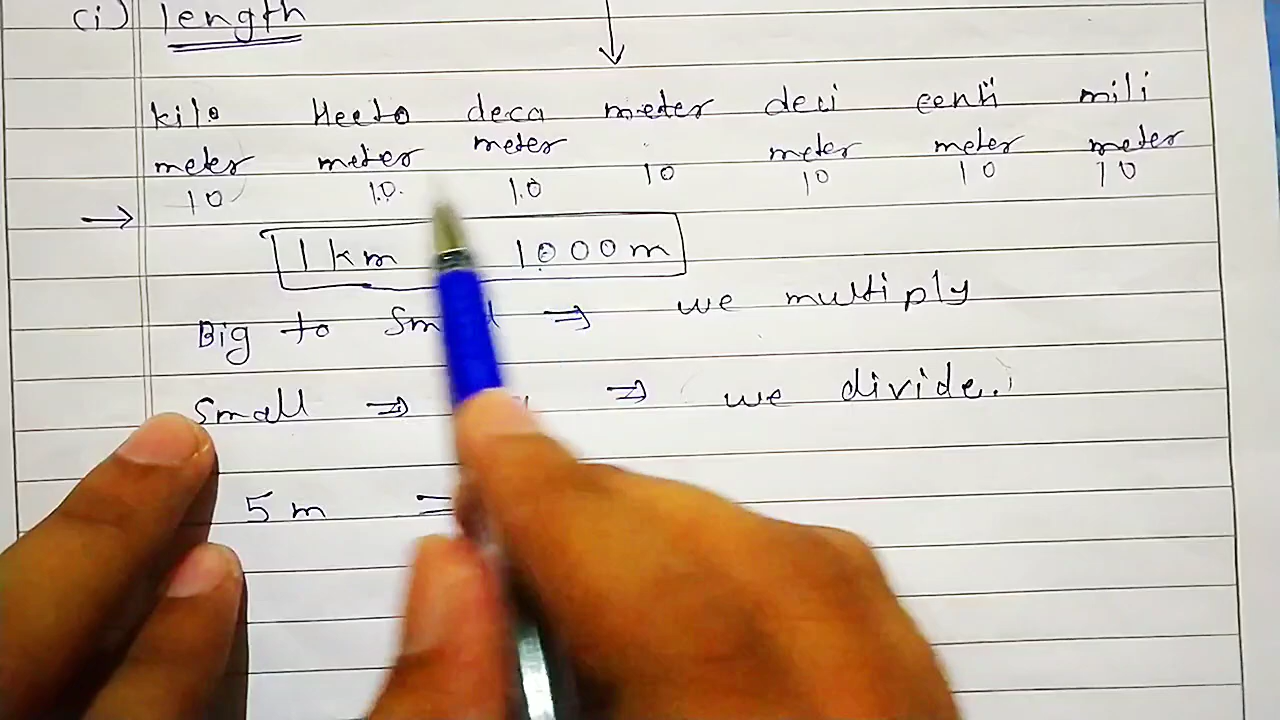 (i) length
kilo Hecto deca meter deci centi mili
meter meter meter meter meter meter
10 10 10 10 10 10 10
1 km 1000 m
Big to we multiply
Small ⇒ ⇒ we divide.
5 m =